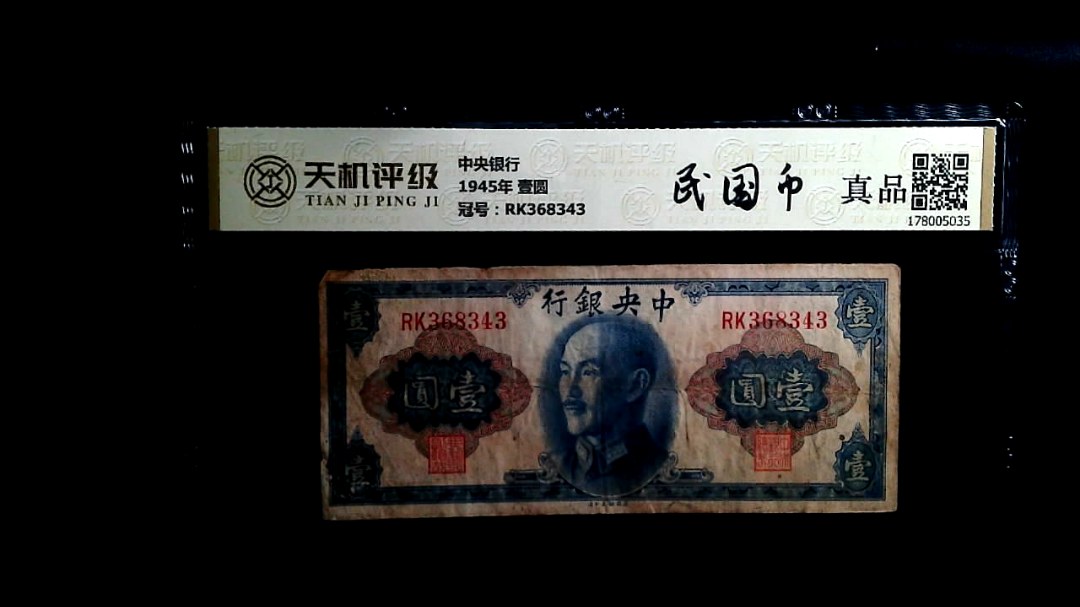 天机评级
TIAN JI PING JI
中央银行
1945年 壹圆
冠号：RK368343
民国币
真品
178005035
行銀央中
RK368343
RK368343
壹
壹
圓壹
圓壹
壹
壹